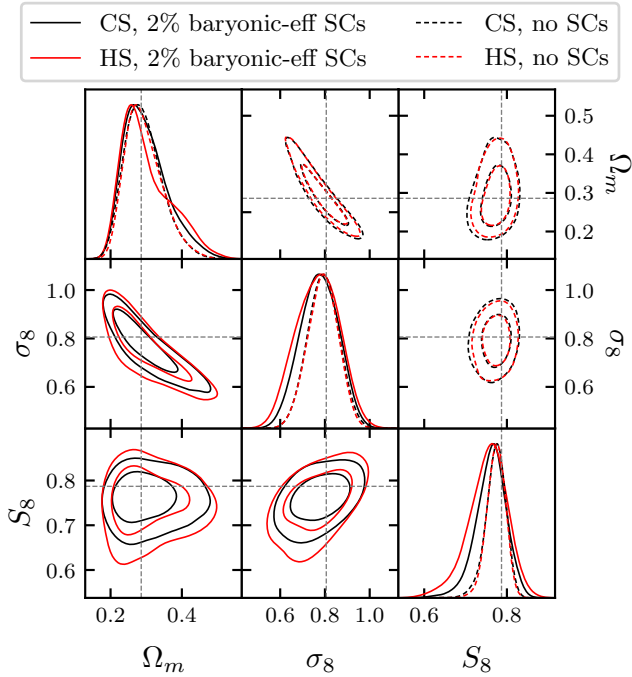 CS, 2% baryonic-eff SCs CS, no SCs
HS, 2% baryonic-eff SCs HS, no SCs
0.5
0.4
0.3
0.2
Ωm
1.0
0.8
0.6
σ8
1.0
0.8
0.6
σ8
0.8
0.7
0.6
S8
0.2 0.4 0.6 0.8 1.0 0.6 0.8
Ωm σ8 S8